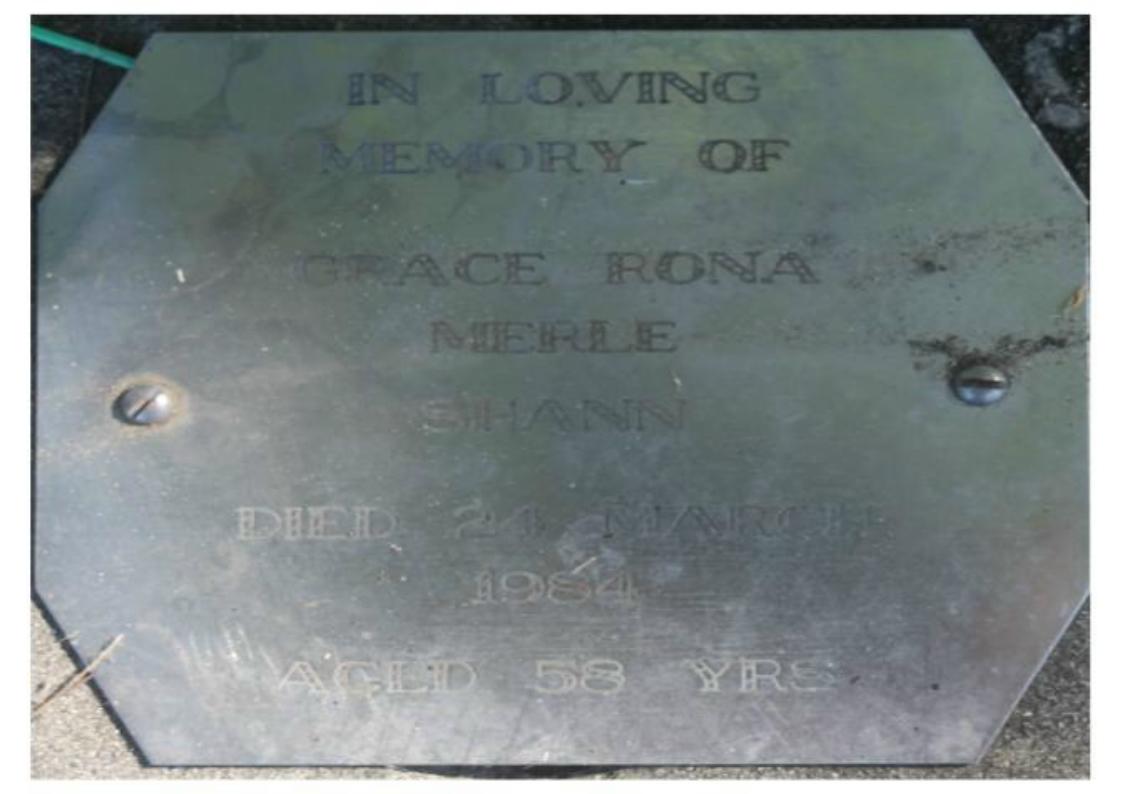 IN LOVING
MEMORY OF
GRACE RONA
MERLE
SHANN
DIED 24 MARCH
1984
AGED 58 YRS